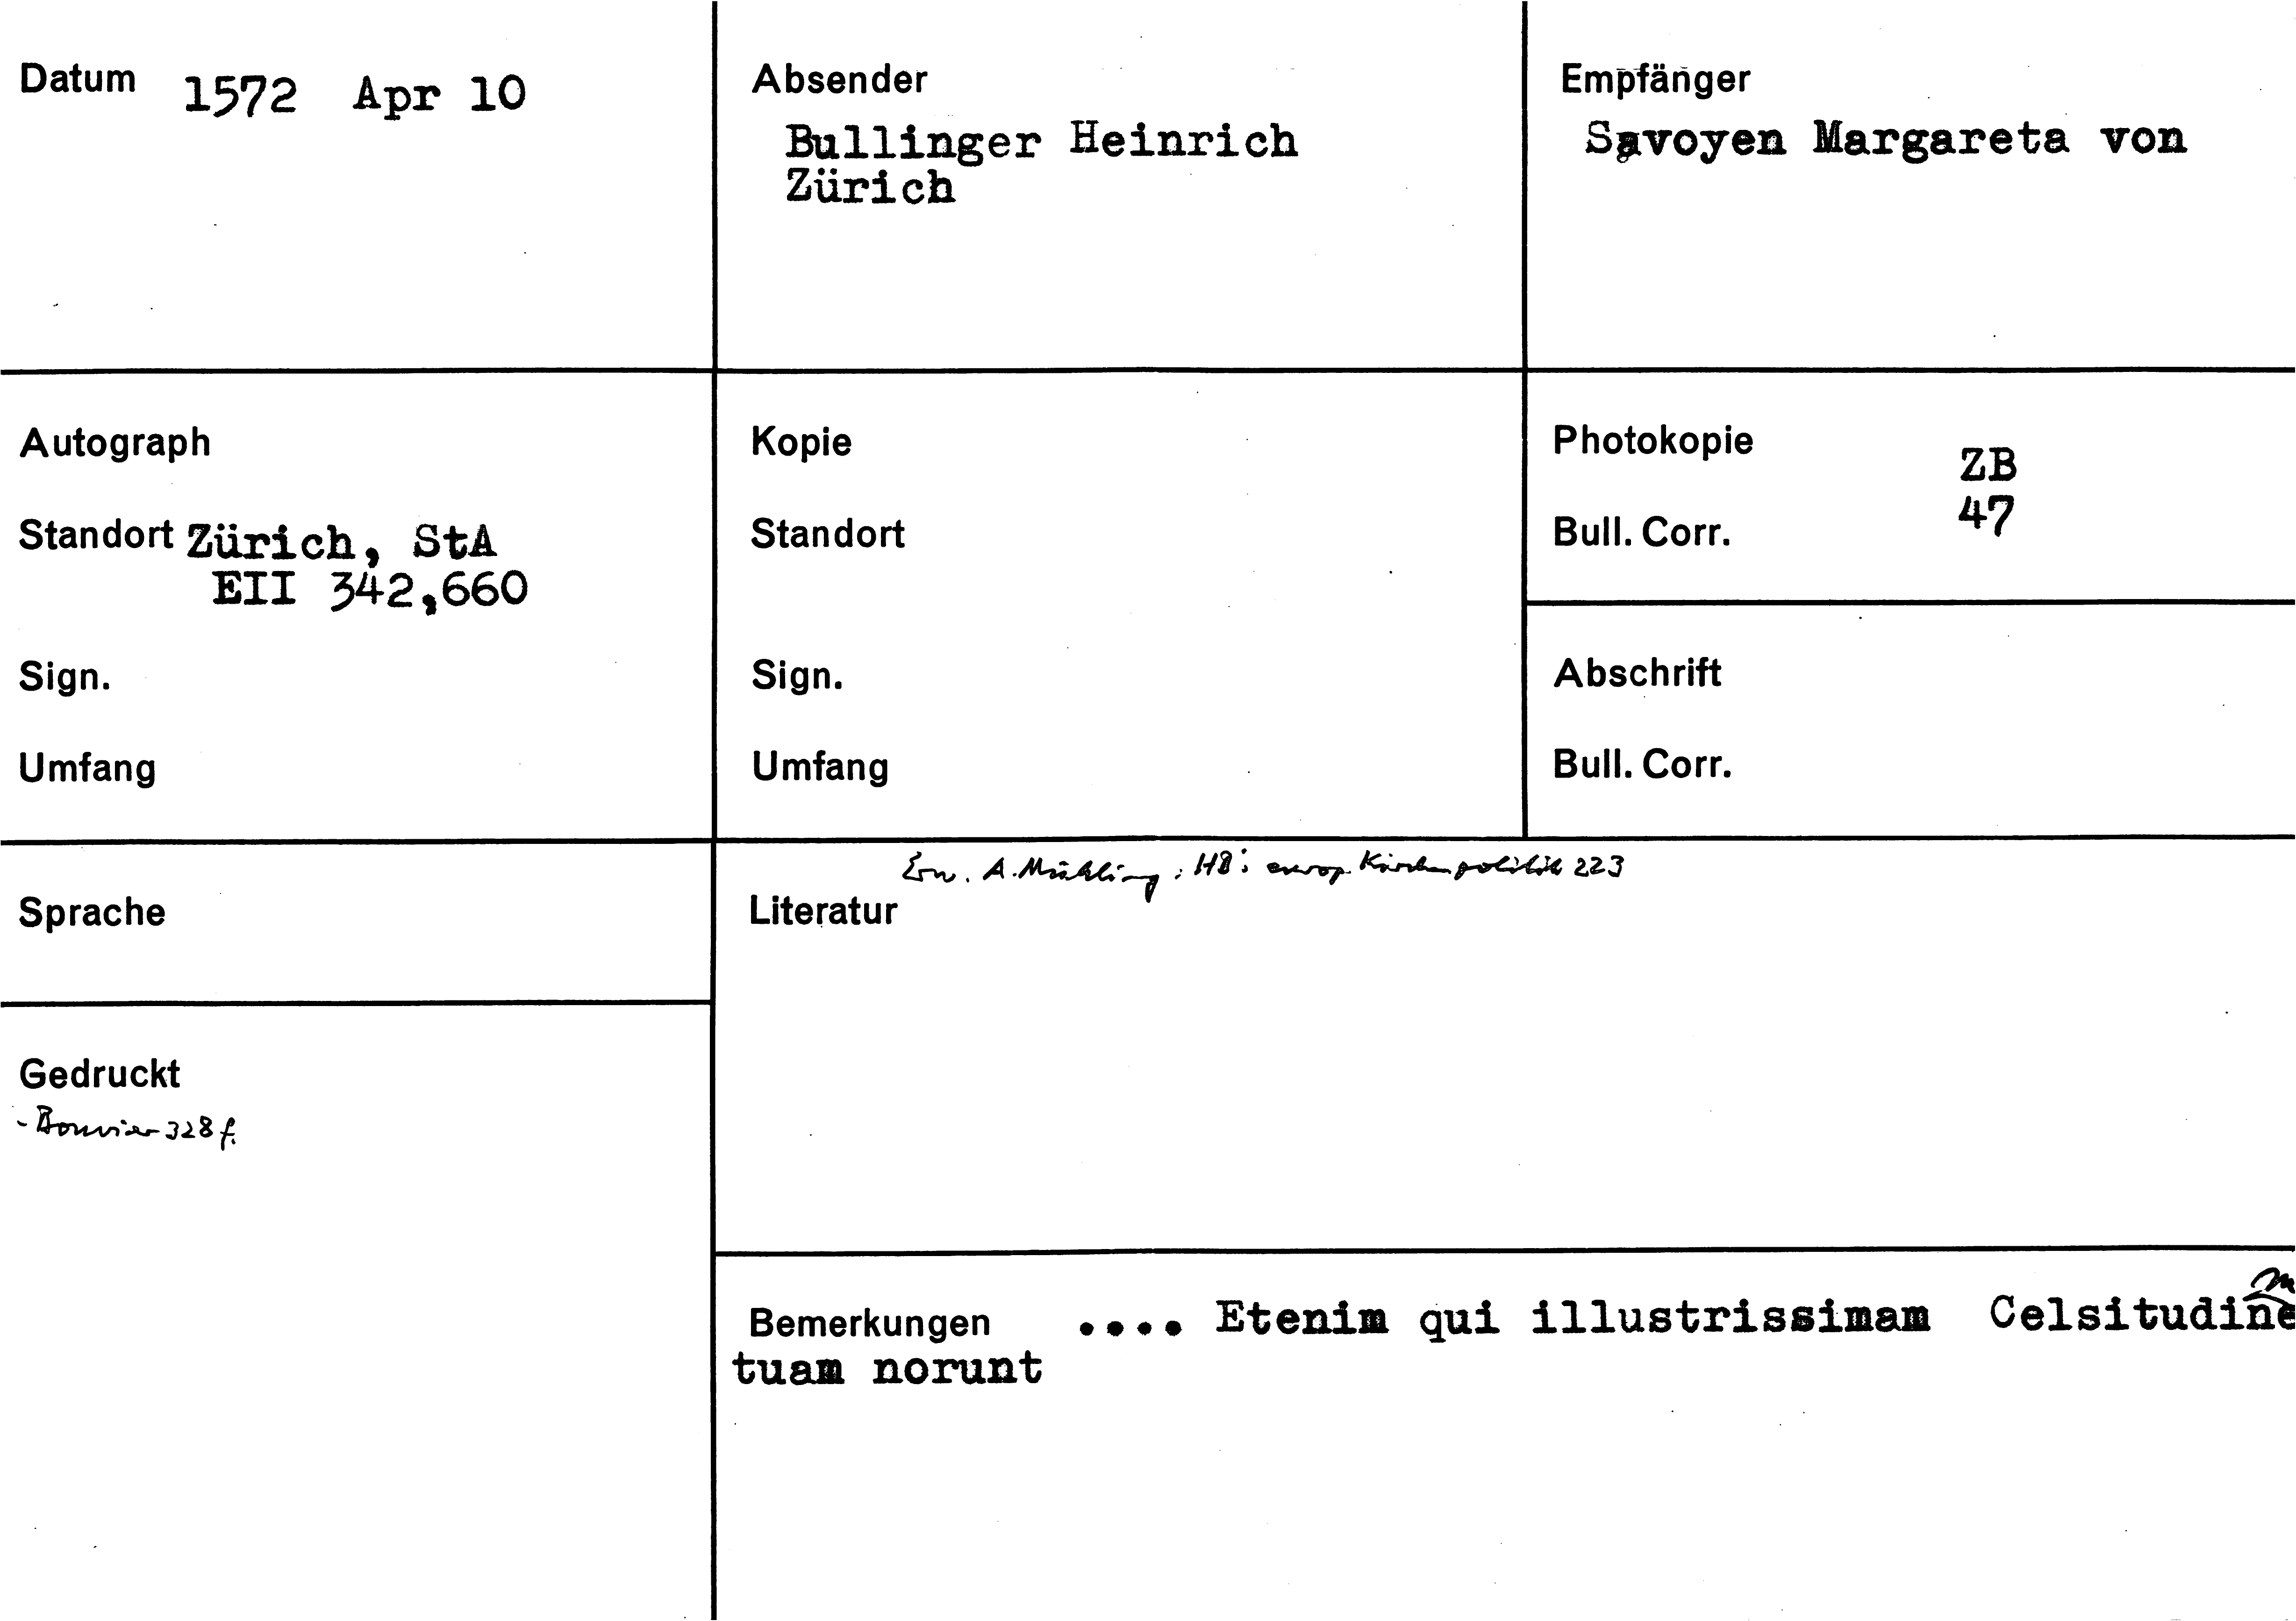 Datum 1572 Apr 10
Absender
Bullinger Heinrich
Zürich
Empfänger
Savoyen Margareta von
Autograph
Standort Zürich, StA
EII 342,660
Sign.
Umfang
Kopie
Standort
Sign.
Umfang
Photokopie ZB
Bull. Corr. 47
Abschrift
Bull. Corr.
Sprache
Erw. A. Mühling: HB's europ. Kirchenpolitik 223
Literatur
Gedruckt
- Bouvier 328 f.
Bemerkungen .... Etenim qui illustrissimam Celsitudinem
tuam norunt